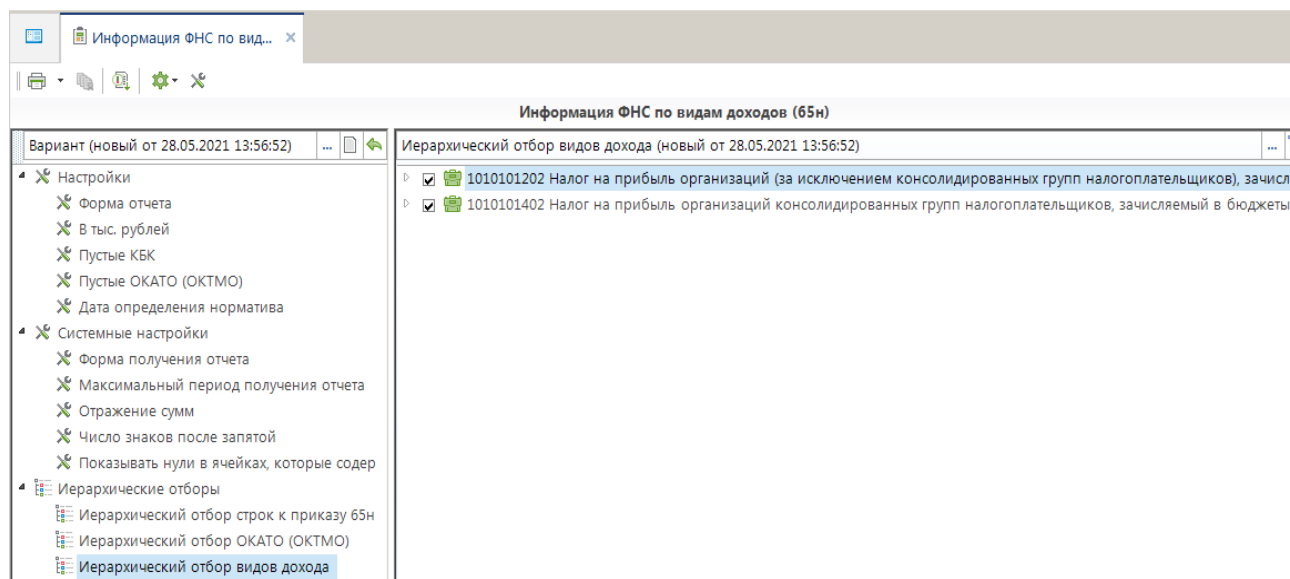 Информация ФНС по вид...
Информация ФНС по видам доходов (65н)
Вариант (новый от 28.05.2021 13:56:52) ...
Настройки
Форма отчета
В тыс. рублей
Пустые КБК
Пустые ОКАТО (ОКТМО)
Дата определения норматива
Системные настройки
Форма получения отчета
Максимальный период получения отчета
Отражение сумм
Число знаков после запятой
Показывать нули в ячейках, которые содер
Иерархические отборы
Иерархический отбор строк к приказу 65н
Иерархический отбор ОКАТО (ОКТМО)
Иерархический отбор видов дохода
Иерархический отбор видов дохода (новый от 28.05.2021 13:56:52) ...
1010101202 Налог на прибыль организаций (за исключением консолидированных групп налогоплательщиков), зачисл
1010101402 Налог на прибыль организаций консолидированных групп налогоплательщиков, зачисляемый в бюджеты